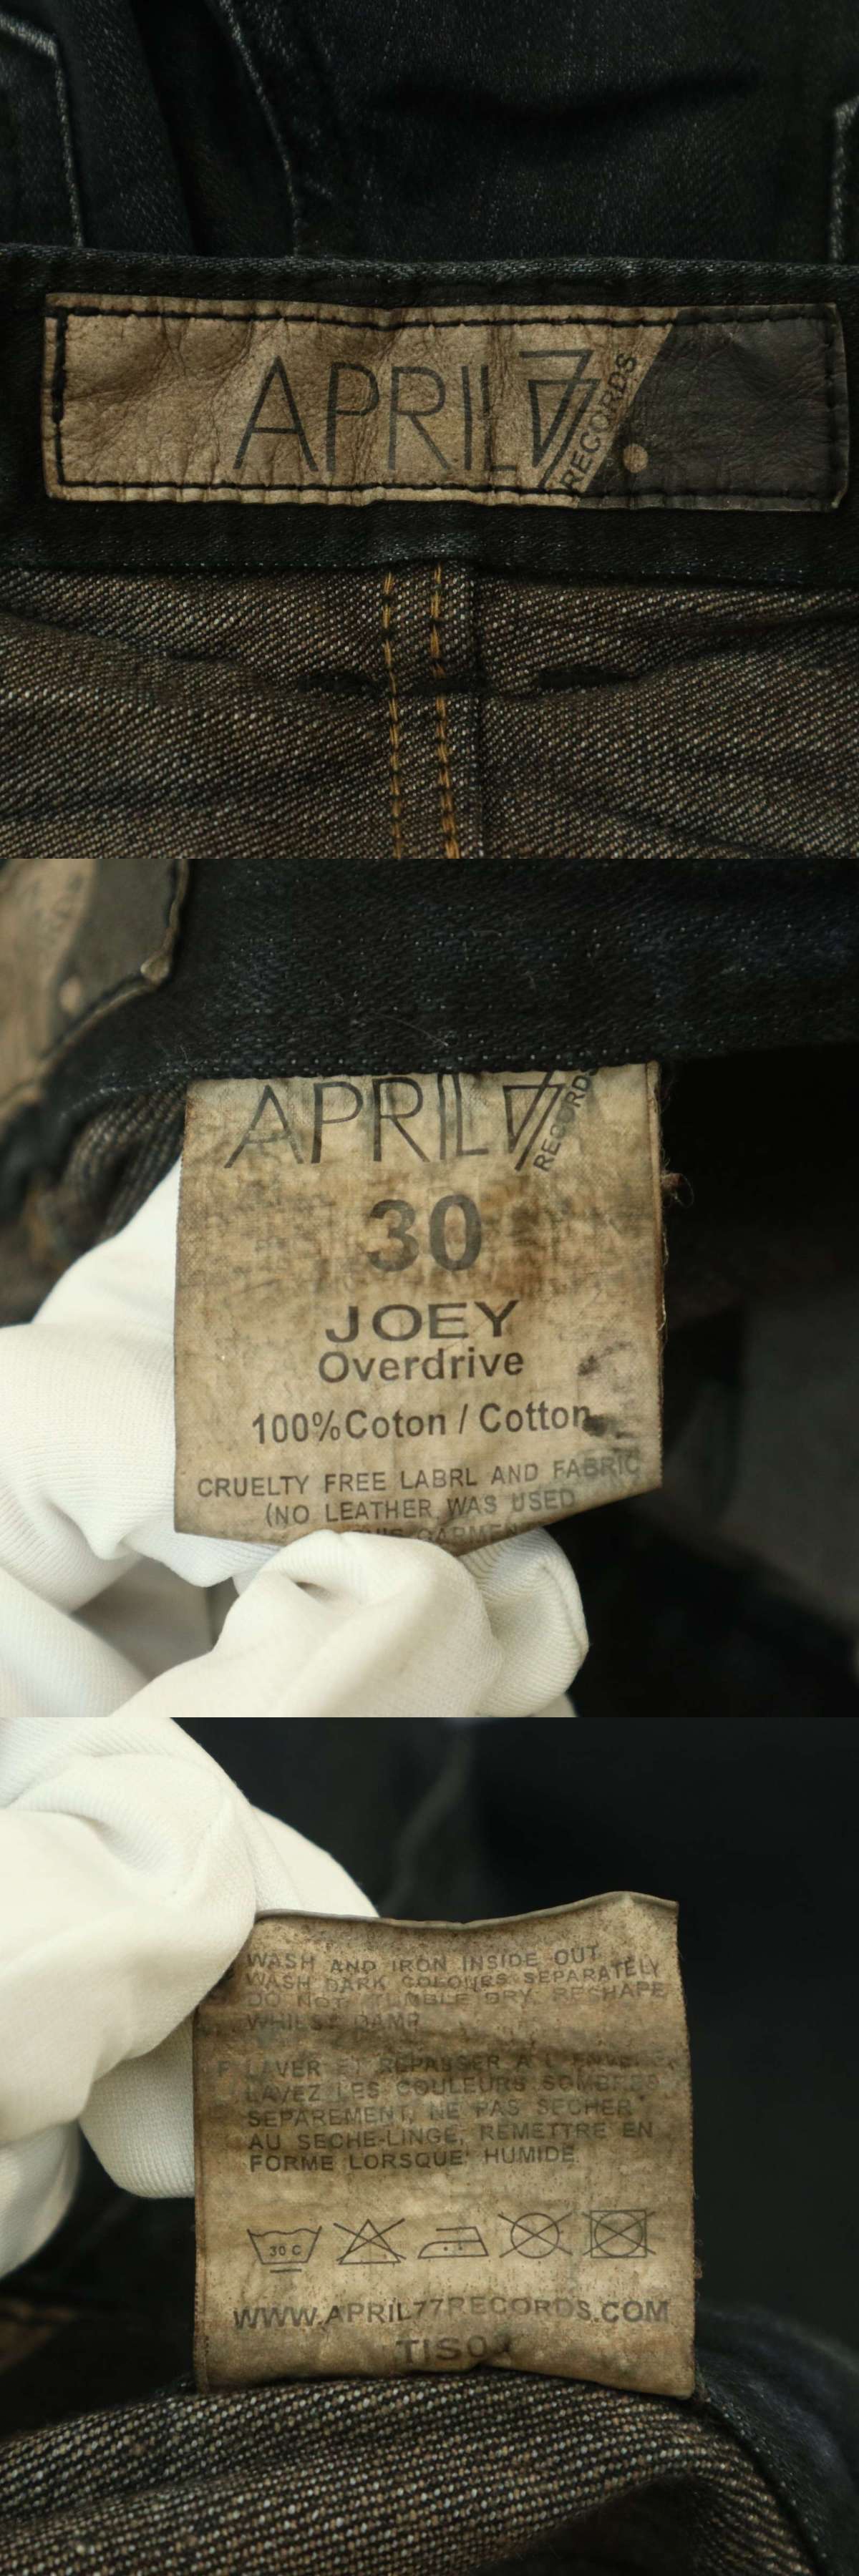 APRIL77
RECORDS
APRIL77
RECORDS
30
JOEY
Overdrive
100%Coton / Cotton
CRUELTY FREE LABRL AND FABRIC
(NO LEATHER WAS USED
GARMEN
WASH AND IRON INSIDE OUT
WASH DARK COLOURS SEPARATELY
DO NOT TUMBLE DRY, RESHAPE
WHILST DAMP
F LAVER ET REPASSER A L'
LAVEZ LES COULEURS SOMBRES
SEPAREMENT, NE PAS SECHER
AU SECHE-LINGE, REMETTRE EN
FORME LORSQUE' HUMIDE
30 C
WWW.APRIL77RECORDS.COM